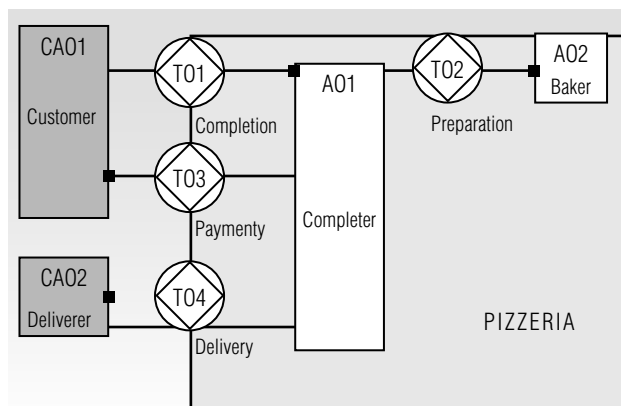 CA01
Customer
T01
Completion
A01
Completer
T02
Preparation
A02
Baker
T03
Paymenty
CA02
Deliverer
T04
Delivery
PIZZERIA